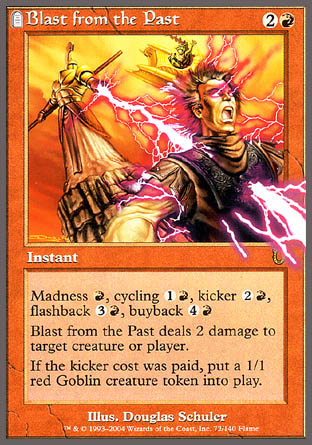 Blast from the Past 2
Instant
Madness , cycling 1 , kicker 2 ,
flashback 3 , buyback 4
Blast from the Past deals 2 damage to
target creature or player.
If the kicker cost was paid, put a 1/1
red Goblin creature token into play.
Illus. Douglas Schuler
™ & © 1993–2004 Wizards of the Coast, Inc. 72/140 Flame